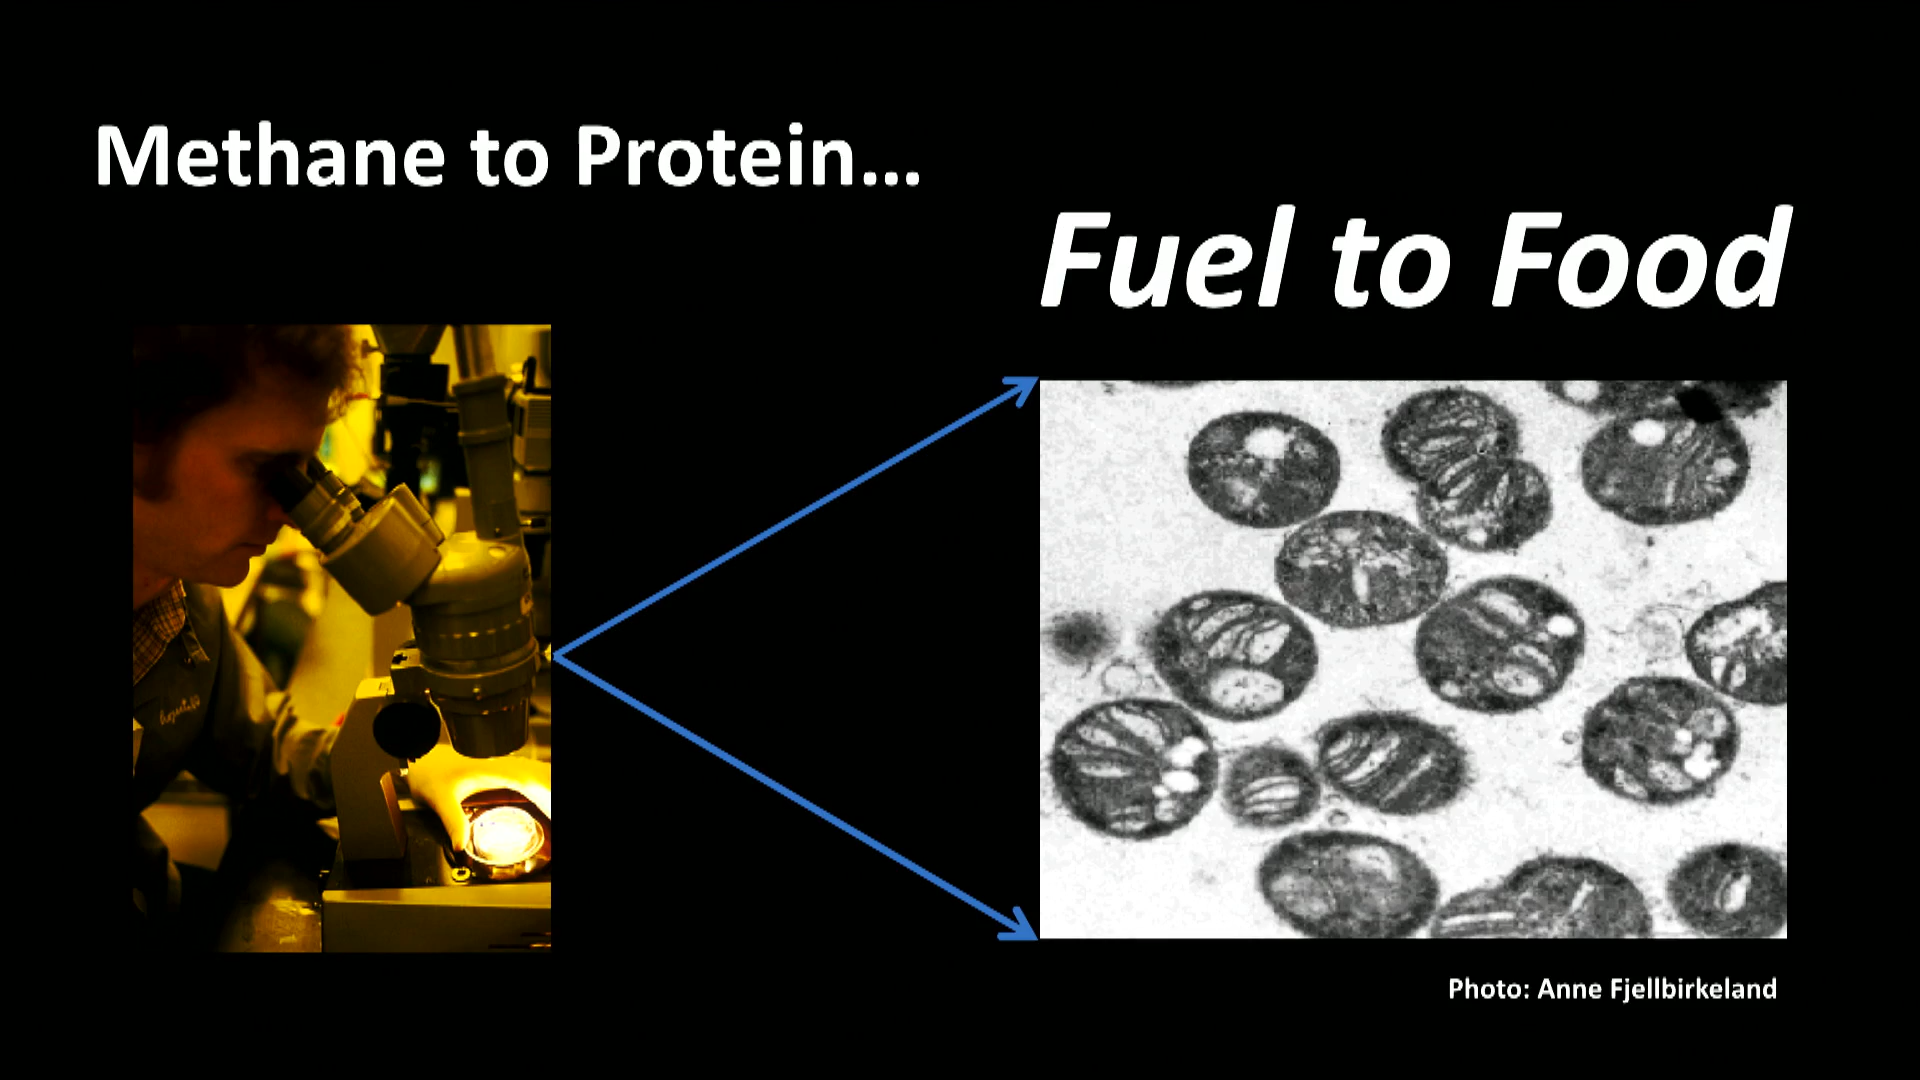 Methane to Protein...
Fuel to Food
Photo: Anne Fjellbirkeland